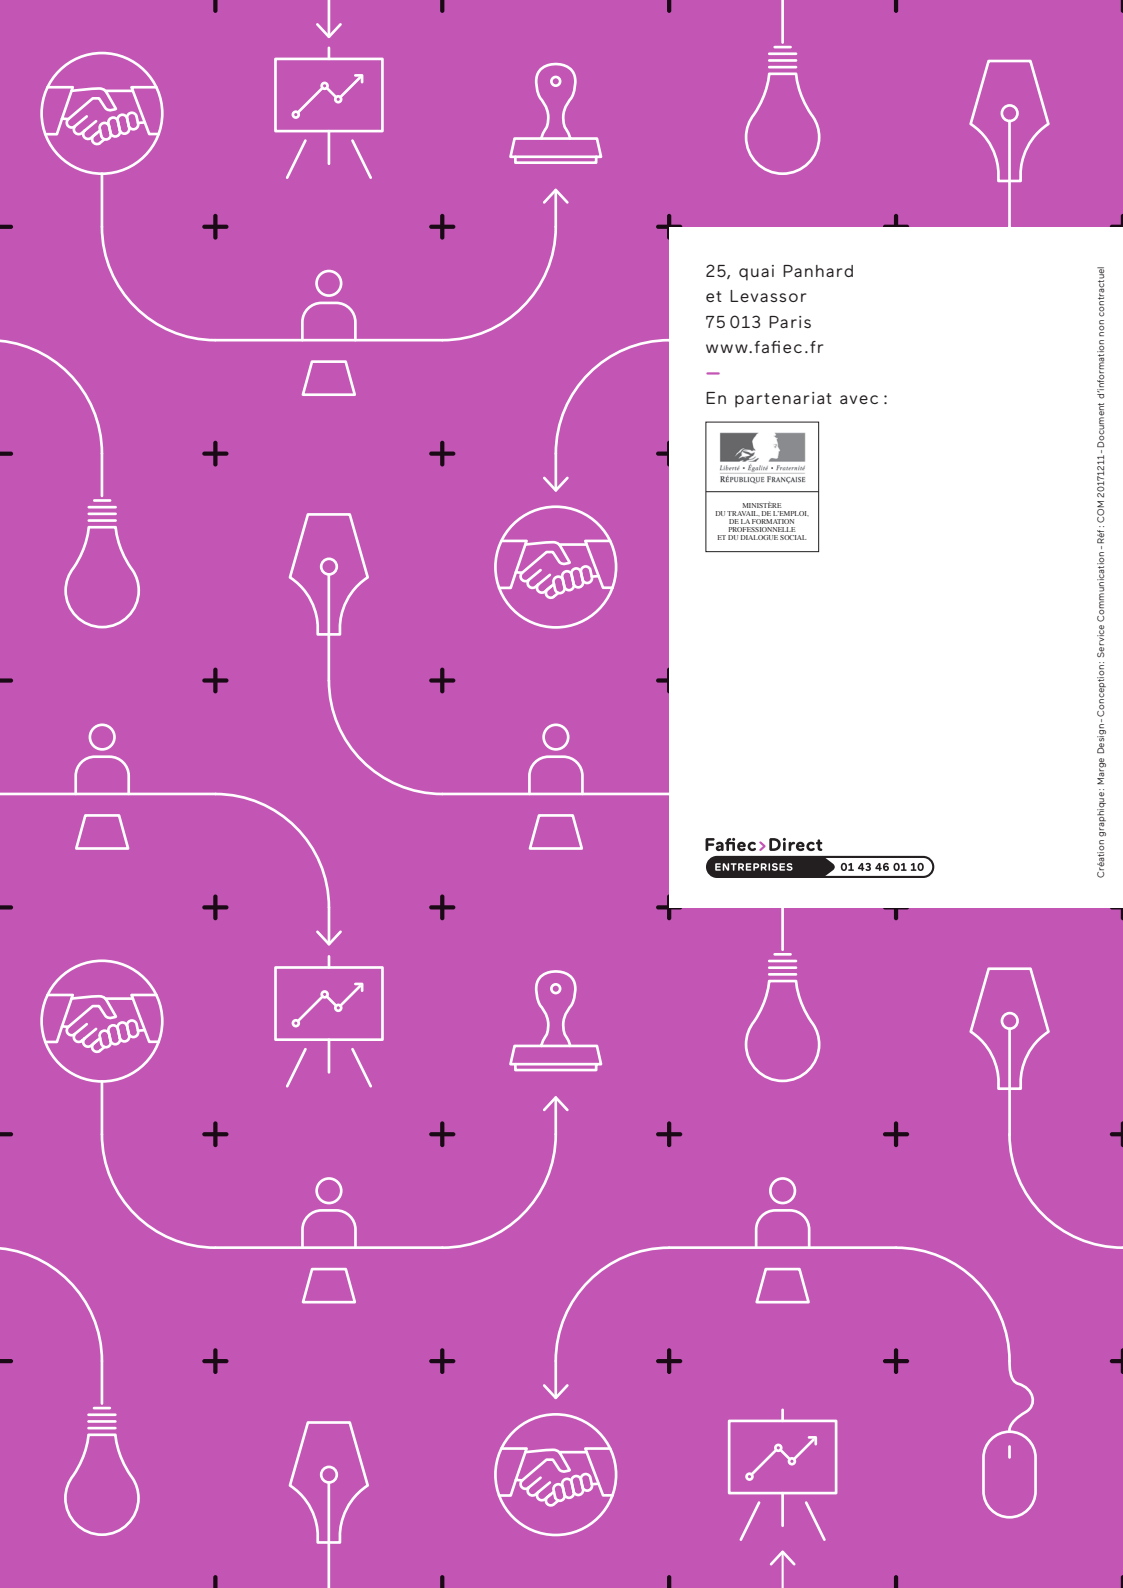 25, quai Panhard
et Levassor
75 013 Paris
www.fafiec.fr
En partenariat avec :
Liberté • Égalité • Fraternité
RÉPUBLIQUE FRANÇAISE
MINISTÈRE
DU TRAVAIL, DE L'EMPLOI,
DE LA FORMATION
PROFESSIONNELLE
ET DU DIALOGUE SOCIAL
Fafiec>Direct
ENTREPRISES 01 43 46 01 10
Création graphique : Marge Design - Conception : Service Communication - Réf : COM 20171211 - Document d'information non contractuel